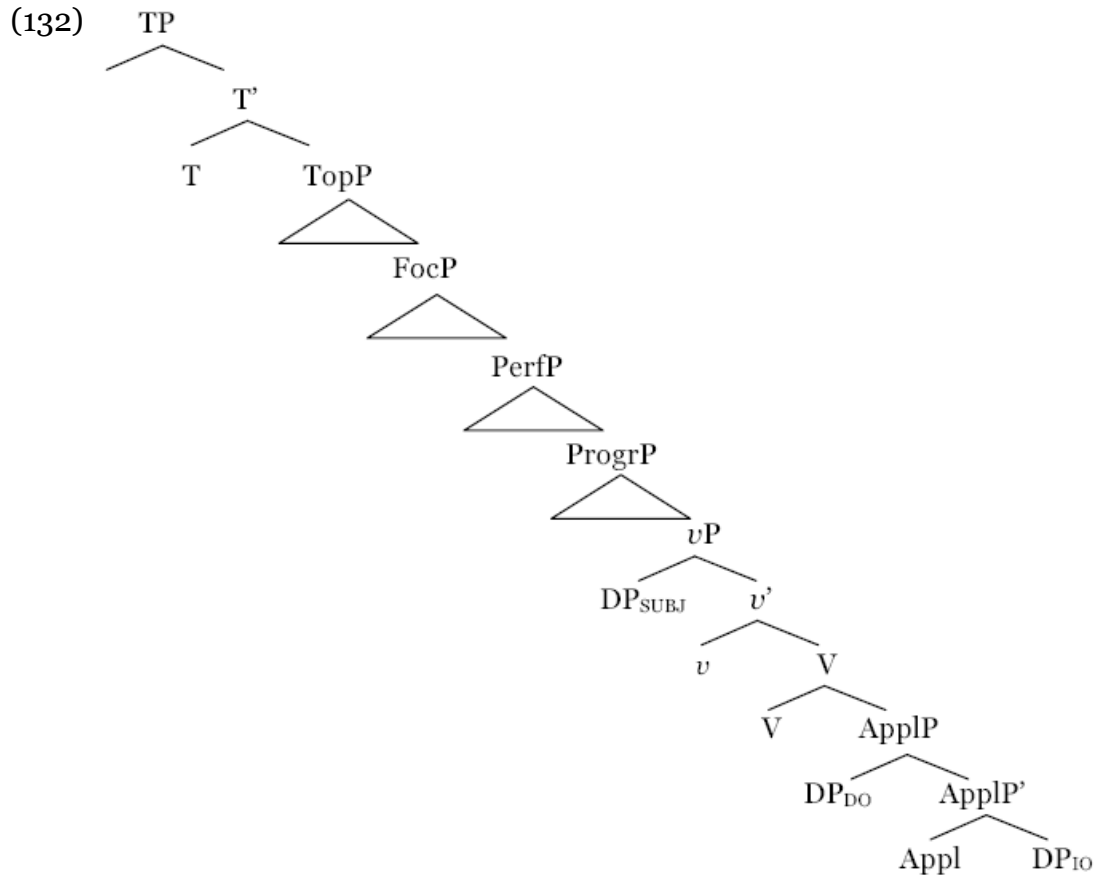 (132)
TP
T'
T TopP
FocP
PerfP
ProgrP
vP
DP_SUBJ v'
v V
V ApplP
DP_DO ApplP'
Appl DP_IO